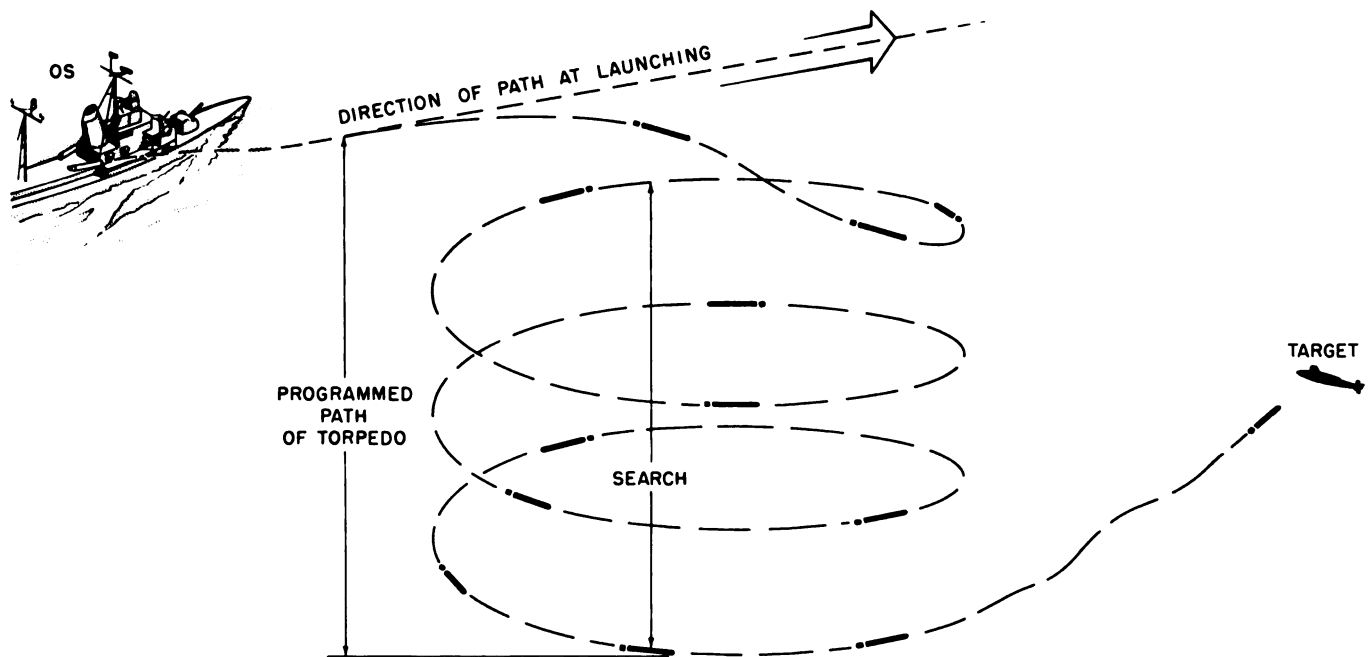 OS
DIRECTION OF PATH AT LAUNCHING
PROGRAMMED
PATH
OF TORPEDO
SEARCH
TARGET